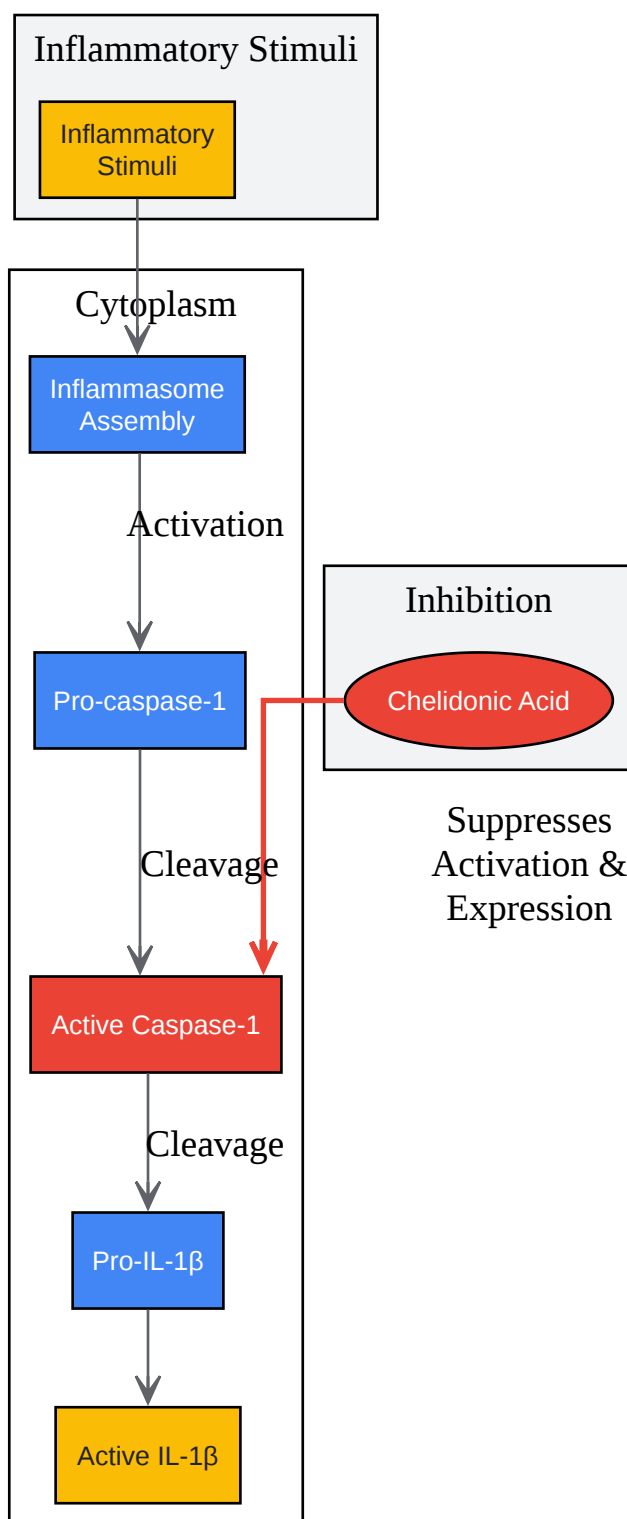 Inflammatory Stimuli
Inflammatory
Stimuli
Cytoplasm
Inflammasome
Assembly
Activation
Inhibition
Pro-caspase-1
Chelidonic Acid
Suppresses
Activation &
Expression
Cleavage
Active Caspase-1
Cleavage
Pro-IL-1β
Active IL-1β